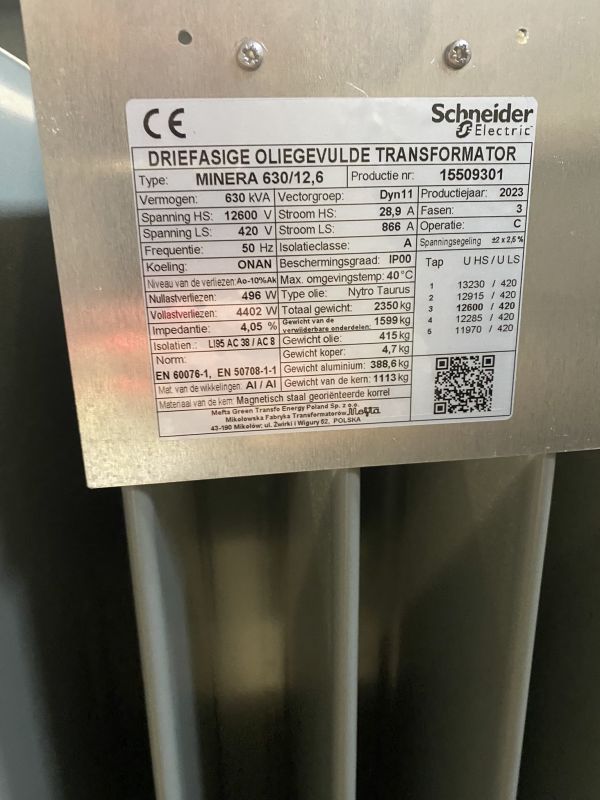 CE
Schneider
Electric
DRIEFASIGE OLIEGEVULDE TRANSFORMATOR
Type: MINERA 630/12,6 Productie nr: 15509301
Vermogen: 630 kVA Vectorgroep: Dyn11 Productiejaar: 2023
Spanning HS: 12600 V Stroom HS: 28,9 A Fasen: 3
Spanning LS: 420 V Stroom LS: 866 A Operatie: C
Frequentie: 50 Hz Isolatieclasse: A Spanningsegeling ±2 x 2,5 %
Koeling: ONAN Beschermingsgraad: IP00 Tap U HS / U LS
Niveau van de verliezen: Ao-10%Ak Max. omgevingstemp: 40°C 1 13230 / 420
Nullastverliezen: 496 W Type olie: Nytro Taurus 2 12915 / 420
Vollastverliezen: 4402 W Totaal gewicht: 2350 kg 3 12600 / 420
Impedantie: 4,05 % Gewicht van de verwijderbare onderdelen: 1599 kg 4 12285 / 420
Isolatien.: LI95 AC 38 / AC 8 Gewicht olie: 415 kg 5 11970 / 420
Norm: Gewicht koper: 4,7 kg
EN 60076-1, EN 50708-1-1 Gewicht aluminium: 388,6 kg
Mat. van de wikkelingen: Al / Al Gewicht van de kern: 1113 kg
Materiaal van de kern: Magnetisch staal georiënteerde korrel
Mefta Green Transfo Energy Poland Sp. z o.o.
Mikołowska Fabryka Transformatorów Mefta
43-190 Mikołów; ul. Żwirki i Wigury 52, POLSKA